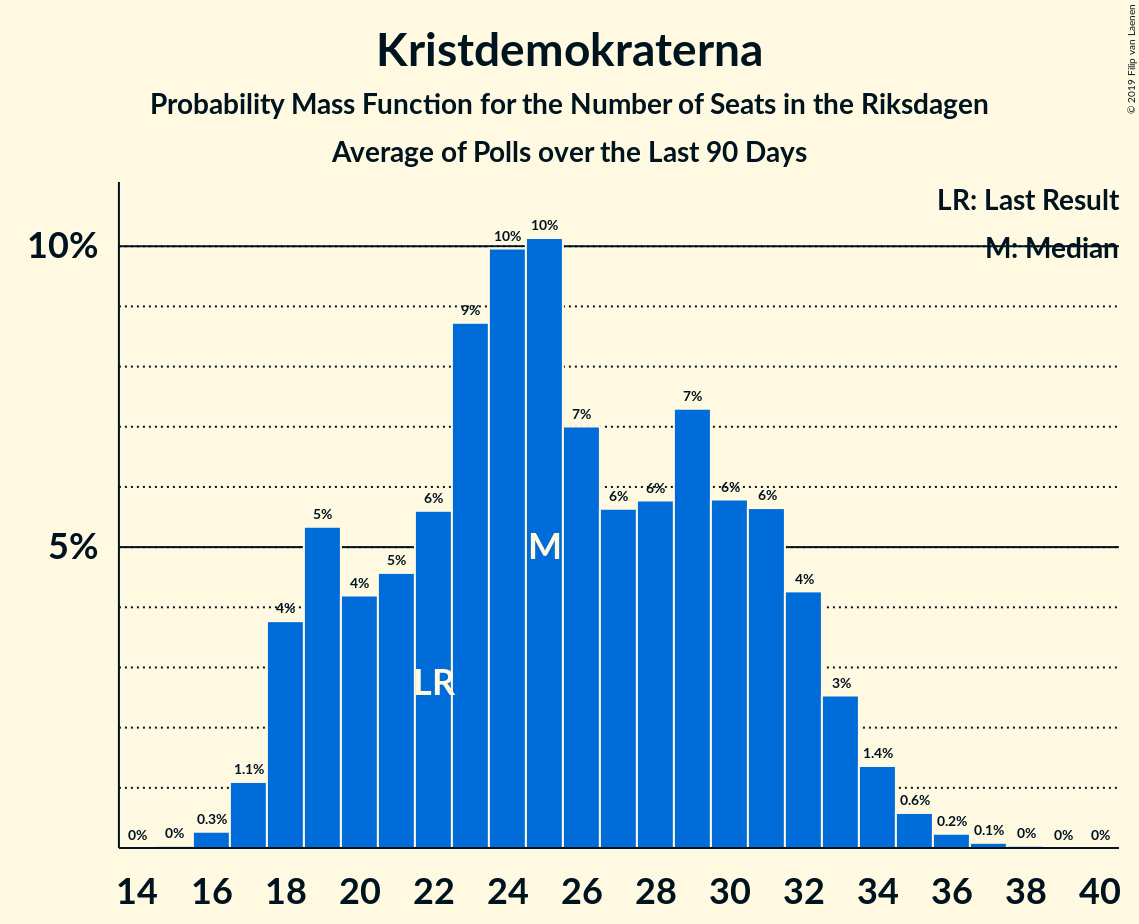 Kristdemokraterna
Probability Mass Function for the Number of Seats in the Riksdagen
Average of Polls over the Last 90 Days
© 2019 Filip van Laenen
LR: Last Result
M: Median
10%
5%
0% 0% 0.3% 1.1% 4% 5% 4% 5% 6% 9% 10% 10% 7% 6% 6% 7% 6% 6% 4% 3% 1.4% 0.6% 0.2% 0.1% 0% 0% 0%
M
LR
14 16 18 20 22 24 26 28 30 32 34 36 38 40